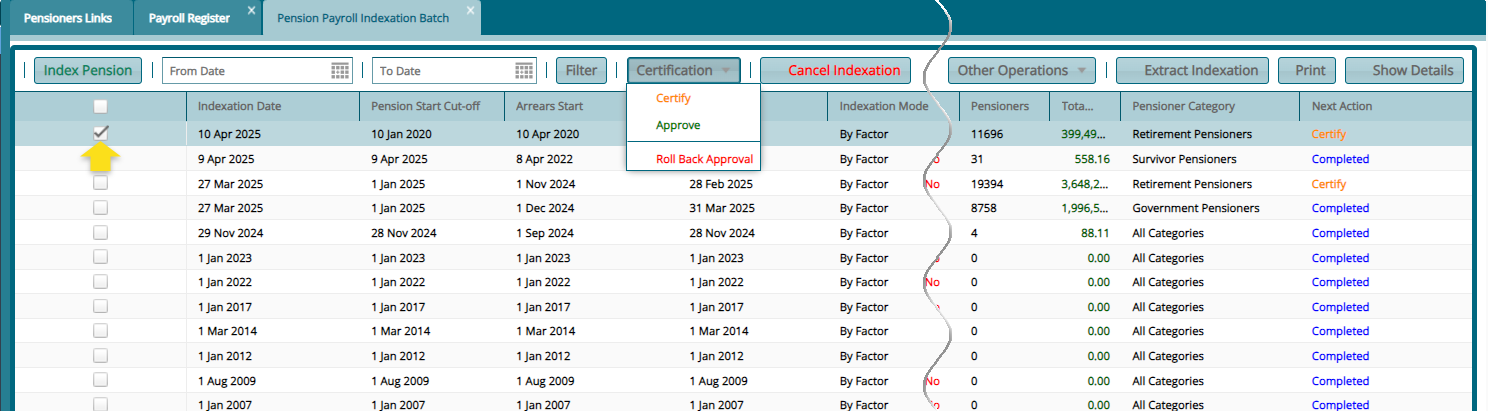 Pensioners Links Payroll Register Pension Payroll Indexation Batch
Index Pension From Date To Date Filter Certification Cancel Indexation Other Operations Extract Indexation Print Show Details
Indexation Date Pension Start Cut-off Arrears Start Indexation Mode Pensioners Tota... Pensioner Category Next Action
Certify
Approve
Roll Back Approval
10 Apr 2025 10 Jan 2020 10 Apr 2020 By Factor 11696 399,49... Retirement Pensioners Certify
9 Apr 2025 9 Apr 2025 8 Apr 2022 By Factor 31 558.16 Survivor Pensioners Completed
27 Mar 2025 1 Jan 2025 1 Nov 2024 28 Feb 2025 By Factor No 19394 3,648,2... Retirement Pensioners Certify
27 Mar 2025 1 Jan 2025 1 Dec 2024 31 Mar 2025 By Factor 8758 1,996,5... Government Pensioners Completed
29 Nov 2024 28 Nov 2024 1 Sep 2024 28 Nov 2024 By Factor 4 88.11 All Categories Completed
1 Jan 2023 1 Jan 2023 1 Jan 2023 1 Jan 2023 By Factor 0 0.00 All Categories Completed
1 Jan 2022 1 Jan 2022 1 Jan 2022 1 Jan 2022 By Factor No 0 0.00 All Categories Completed
1 Jan 2017 1 Jan 2017 1 Jan 2017 1 Jan 2017 By Factor 0 0.00 All Categories Completed
1 Mar 2014 1 Mar 2014 1 Mar 2014 1 Mar 2014 By Factor 0 0.00 All Categories Completed
1 Jan 2012 1 Jan 2012 1 Jan 2012 1 Jan 2012 By Factor 0 0.00 All Categories Completed
1 Aug 2009 1 Aug 2009 1 Aug 2009 1 Aug 2009 By Factor No 0 0.00 All Categories Completed
1 Jan 2007 1 Jan 2007 1 Jan 2007 1 Jan 2007 By Factor 0 0.00 All Categories Completed